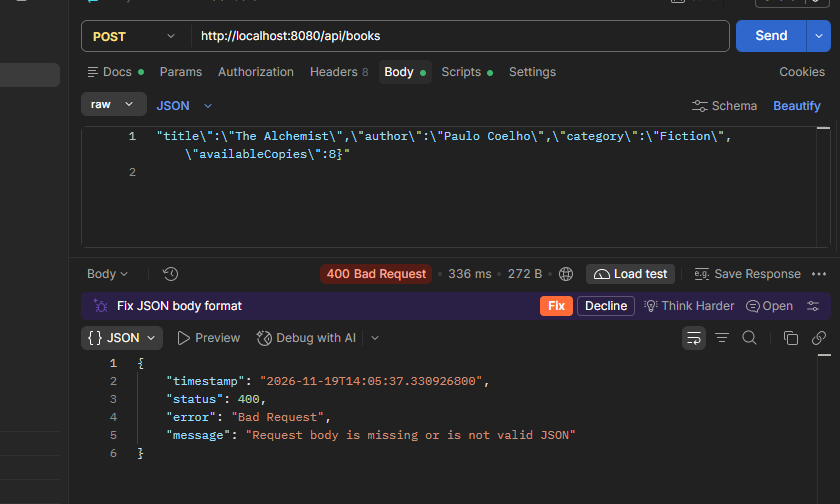 POST http://localhost:8080/api/books Send
Docs Params Authorization Headers 8 Body Scripts Settings Cookies
raw JSON Schema Beautify
1 "title\":\"The Alchemist\",\"author\":\"Paulo Coelho\",\"category\":\"Fiction\",
\"availableCopies\":8}"
2
Body 400 Bad Request 336 ms 272 B Load test e.g. Save Response
Fix JSON body format Fix Decline Think Harder Open
{} JSON Preview Debug with AI
1 {
2 "timestamp": "2026-11-19T14:05:37.330926800",
3 "status": 400,
4 "error": "Bad Request",
5 "message": "Request body is missing or is not valid JSON"
6 }